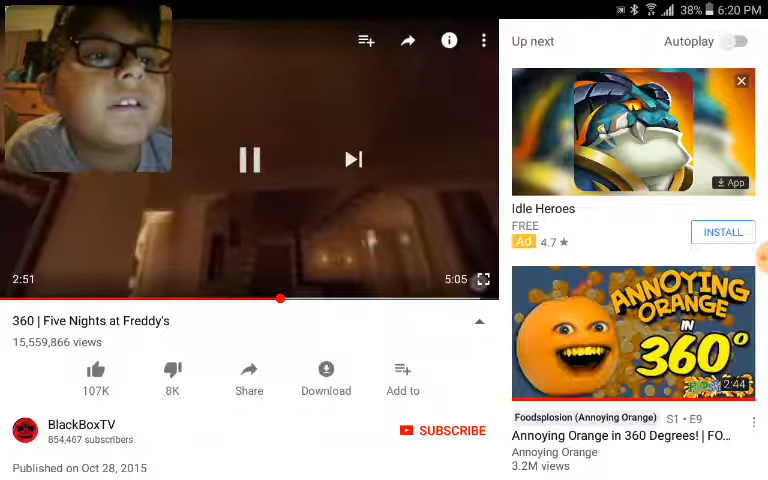 38% 6:20 PM
Up next
Autoplay
App
2:51
5:05
Idle Heroes
FREE
Ad 4.7 ★
INSTALL
360 | Five Nights at Freddy's
15,559,866 views
107K
8K
Share
Download
Add to
BlackBoxTV
854,467 subscribers
SUBSCRIBE
Published on Oct 28, 2015
ANNOYING
ORANGE
IN
360°
2:44
Foodsplosion (Annoying Orange) S1 • E9
Annoying Orange in 360 Degrees! | FO...
Annoying Orange
3.2M views